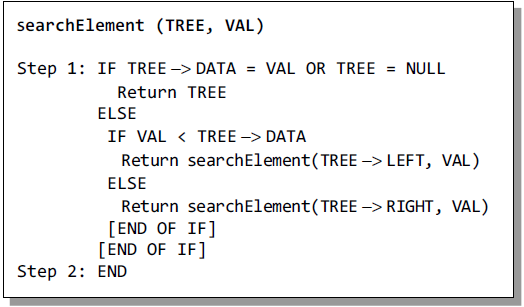 searchElement (TREE, VAL)
Step 1: IF TREE —> DATA = VAL OR TREE = NULL
Return TREE
ELSE
IF VAL < TREE —> DATA
Return searchElement(TREE —> LEFT, VAL)
ELSE
Return searchElement(TREE —> RIGHT, VAL)
[END OF IF]
[END OF IF]
Step 2: END